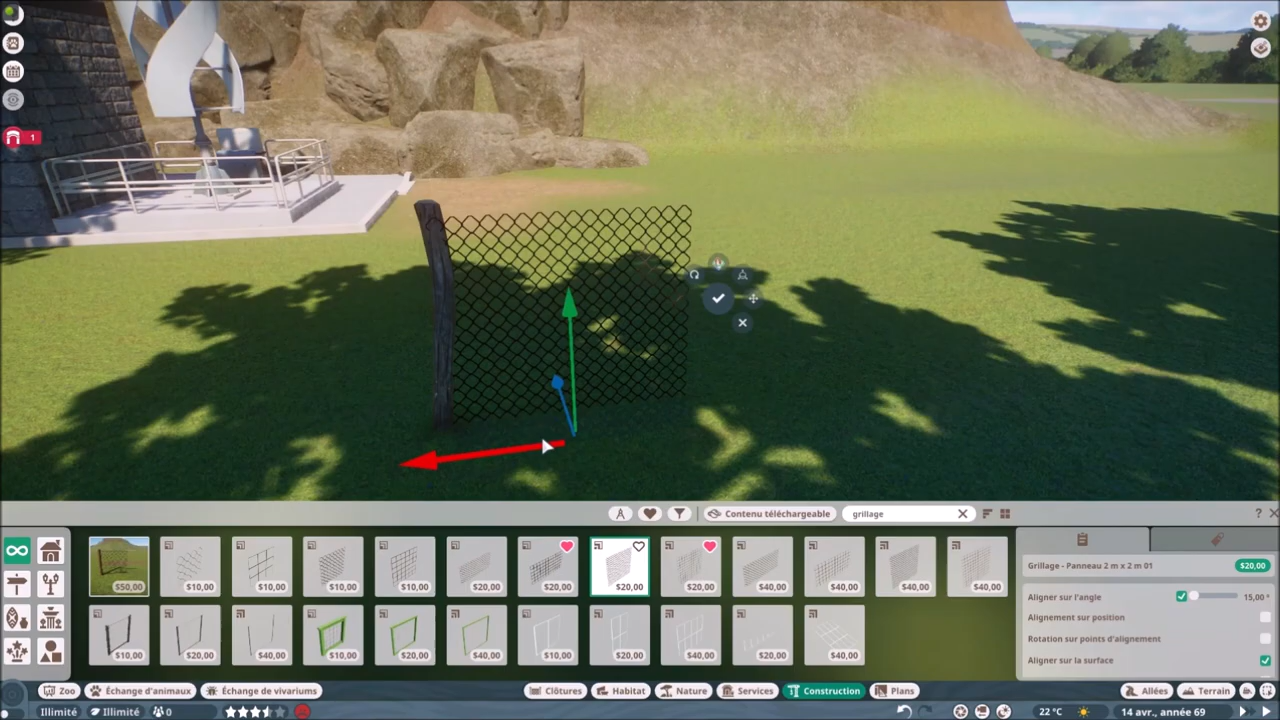 1
Contenu téléchargeable
grillage
?
$50,00
$10,00
$10,00
$10,00
$10,00
$20,00
$20,00
$20,00
$20,00
$40,00
$40,00
$40,00
$40,00
$10,00
$20,00
$40,00
$10,00
$20,00
$40,00
$10,00
$20,00
$40,00
$20,00
$40,00
Grillage - Panneau 2 m x 2 m 01
$20,00
Aligner sur l'angle
15,00 °
Alignement sur position
Rotation sur points d'alignement
Aligner sur la surface
Zoo
Échange d'animaux
Échange de vivariums
Clôtures
Habitat
Nature
Services
Construction
Plans
Allées
Terrain
Illimité
Illimité
0
22 °C
14 avr., année 69